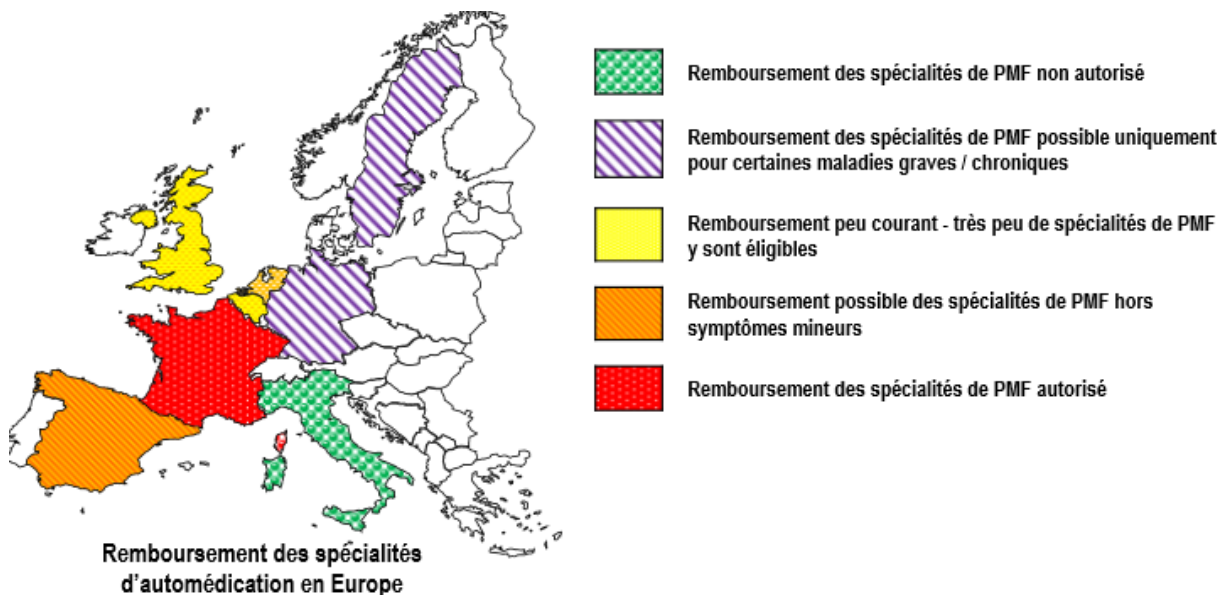 Remboursement des spécialités de PMF non autorisé
Remboursement des spécialités de PMF possible uniquement
pour certaines maladies graves / chroniques
Remboursement peu courant - très peu de spécialités de PMF
y sont éligibles
Remboursement possible des spécialités de PMF hors
symptômes mineurs
Remboursement des spécialités de PMF autorisé
Remboursement des spécialités
d'automédication en Europe